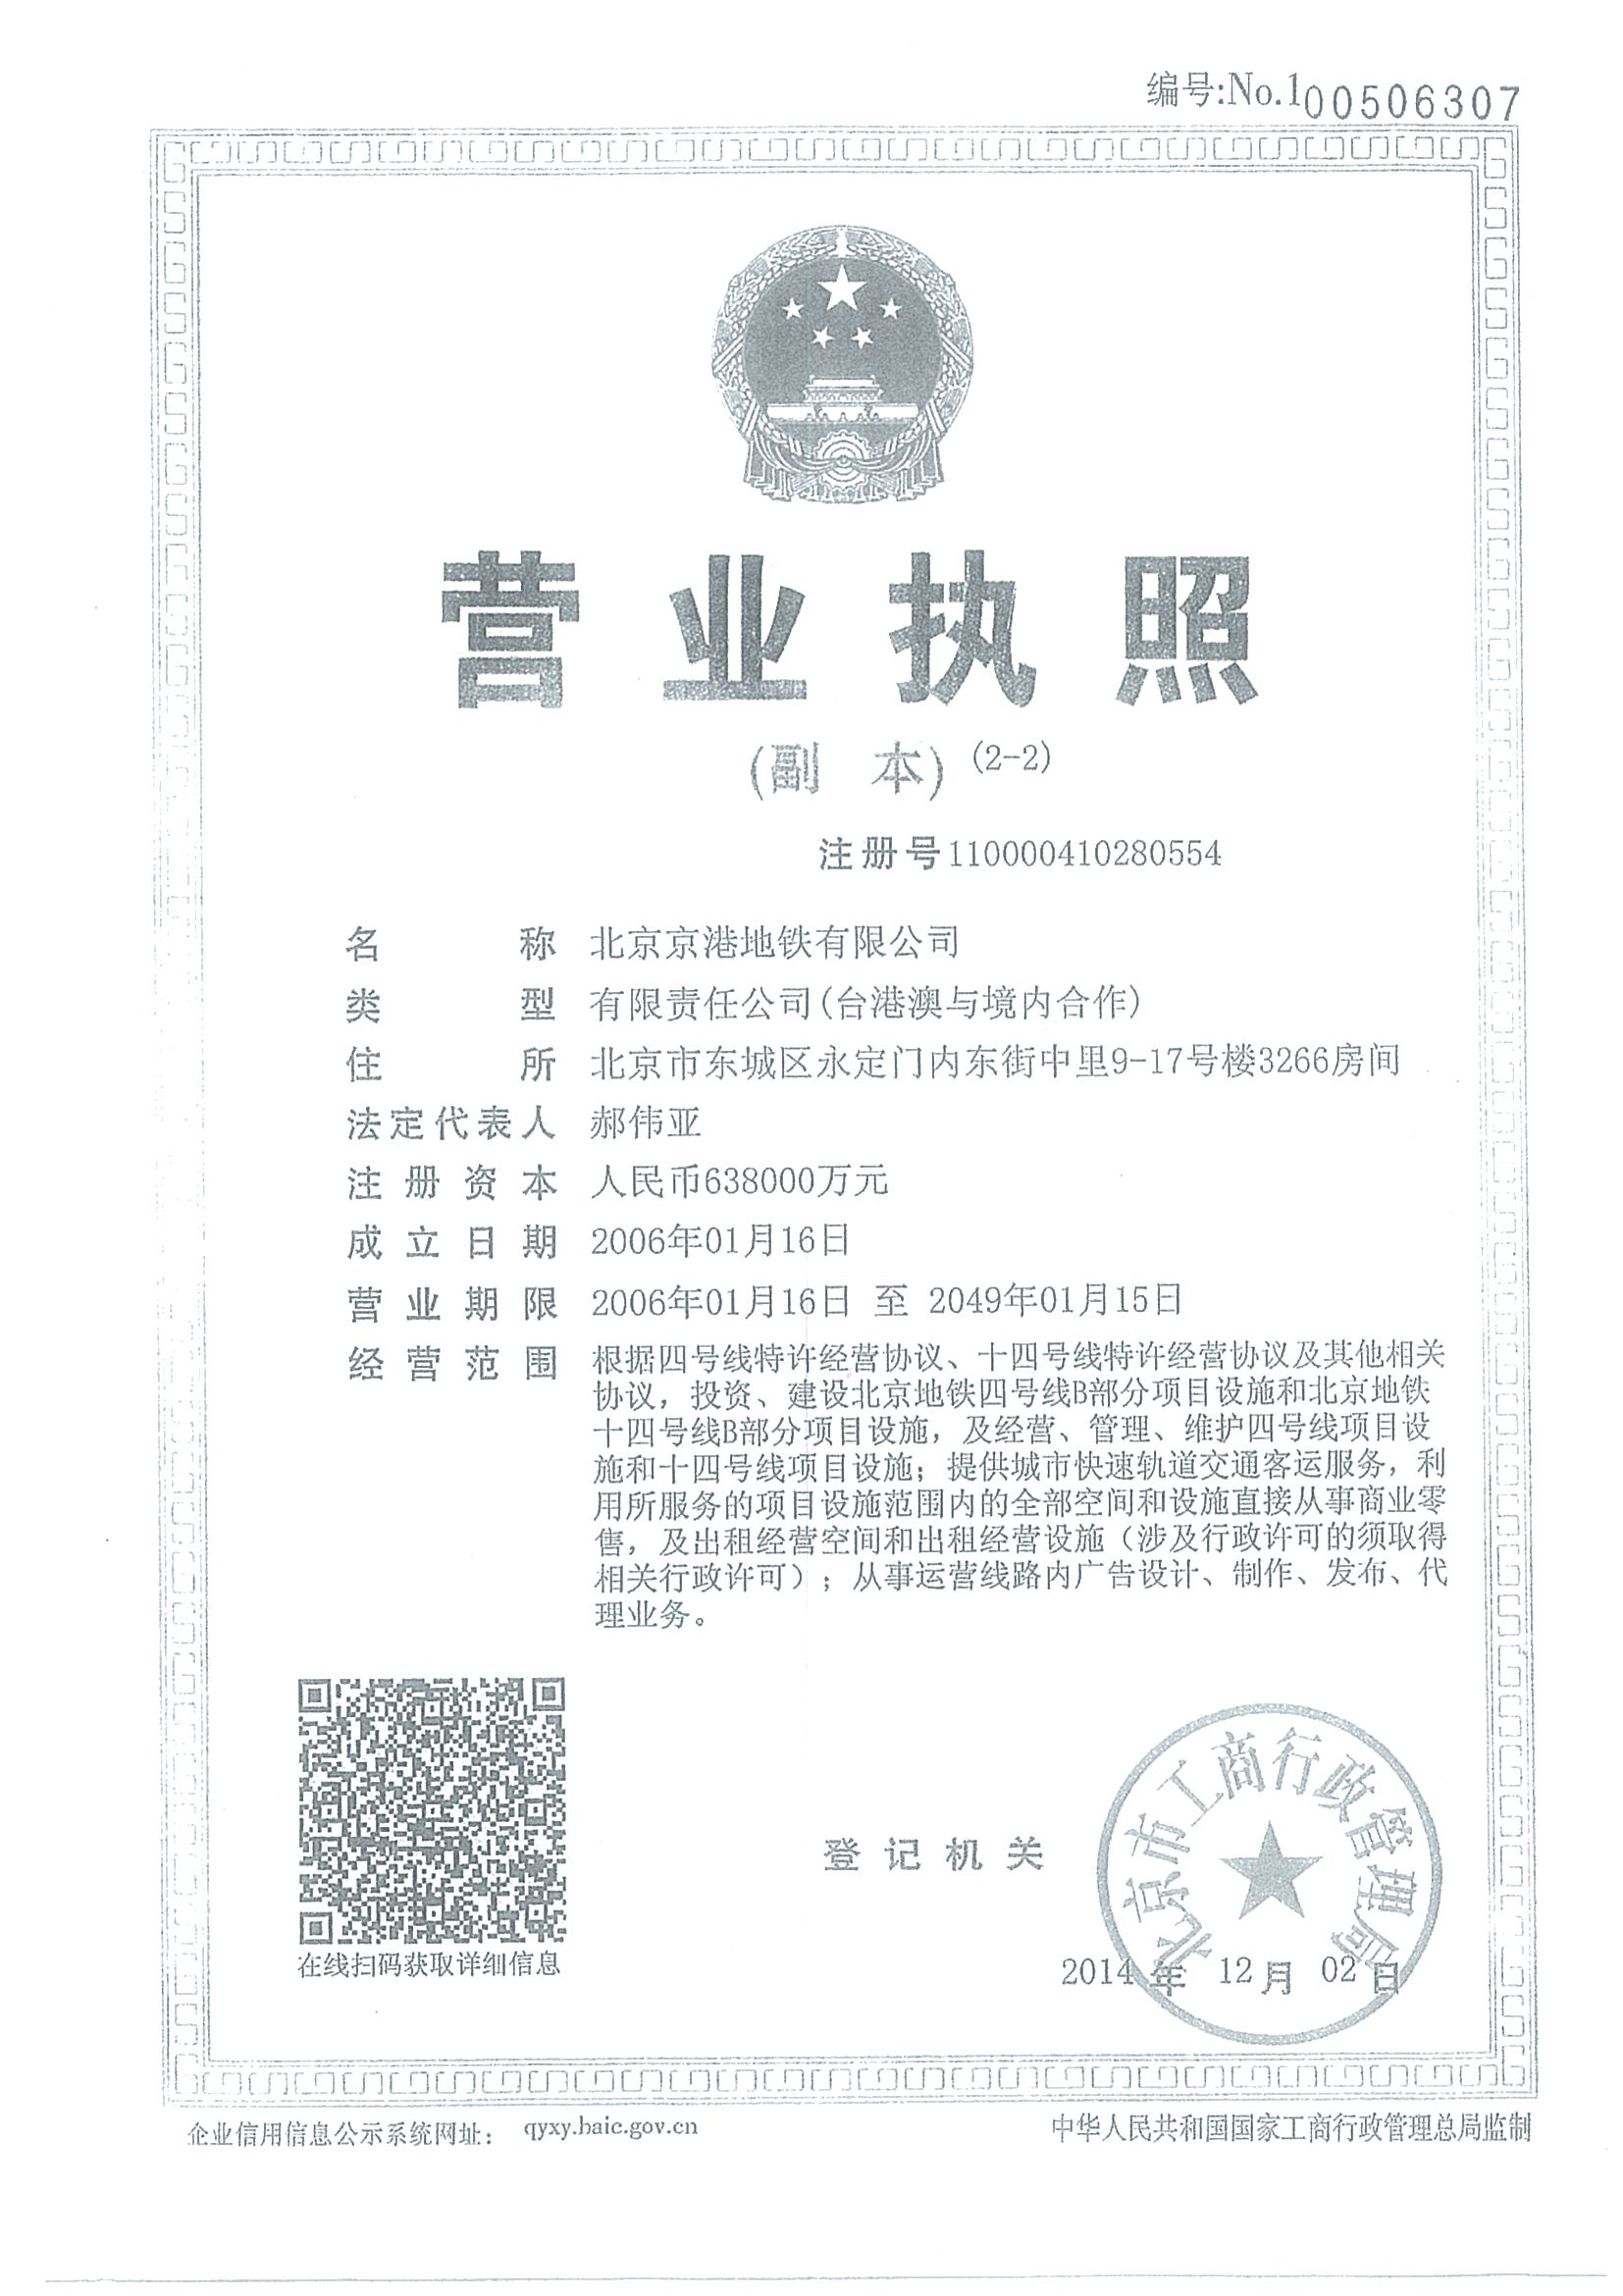 编号:No.100506307
营业执照
(副 本) (2-2)
注册号110000410280554
名 称 北京京港地铁有限公司
类 型 有限责任公司(台港澳与境内合作)
住 所 北京市东城区永定门内东街中里9-17号楼3266房间
法定代表人 郝伟亚
注册资本 人民币638000万元
成立日期 2006年01月16日
营业期限 2006年01月16日 至 2049年01月15日
经营范围 根据四号线特许经营协议、十四号线特许经营协议及其他相关
协议，投资、建设北京地铁四号线B部分项目设施和北京地铁
十四号线B部分项目设施，及经营、管理、维护四号线项目设
施和十四号线项目设施；提供城市快速轨道交通客运服务，利
用所服务的项目设施范围内的全部空间和设施直接从事商业零
售，及出租经营空间和出租经营设施（涉及行政许可的须取得
相关行政许可）；从事运营线路内广告设计、制作、发布、代
理业务。
在线扫码获取详细信息
登记机关
北京市工商行政管理局
2014年 12月 02日
企业信用信息公示系统网址： qyxy.baic.gov.cn
中华人民共和国国家工商行政管理总局监制